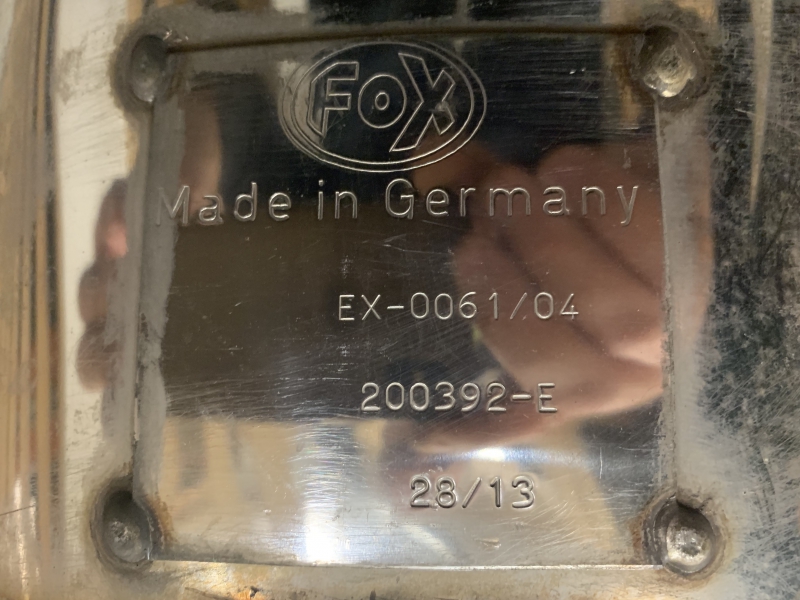 FOX
Made in Germany
EX-0061/04
200392-E
28/13